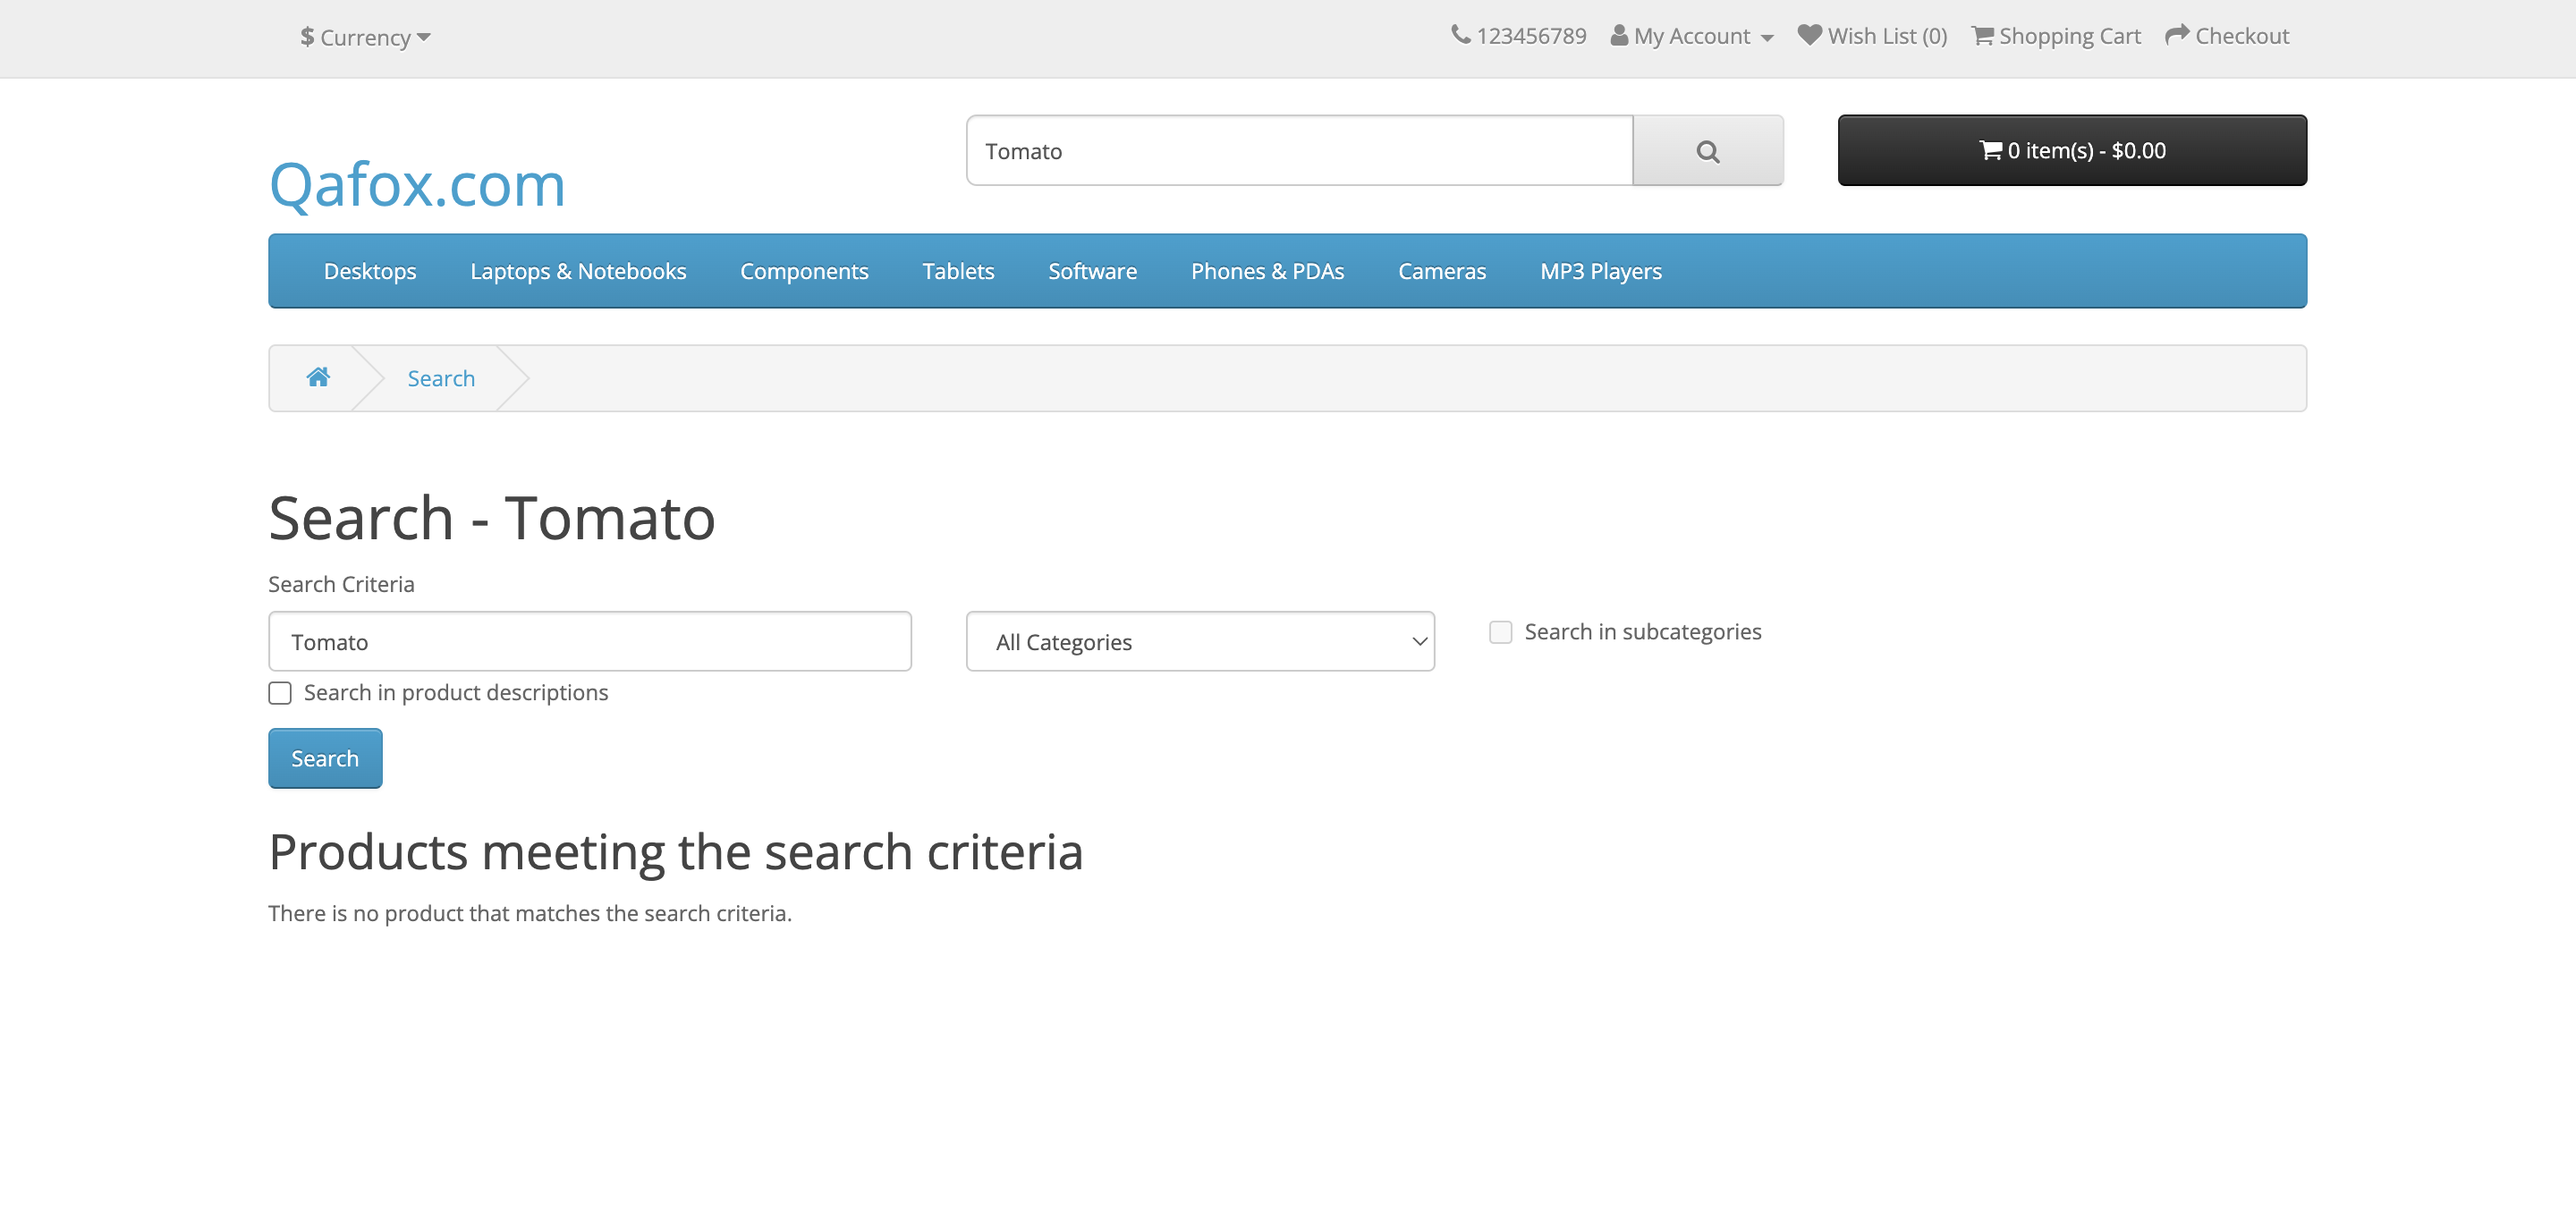 $ Currency
123456789 My Account Wish List (0) Shopping Cart Checkout
Qafox.com
Tomato
0 item(s) - $0.00
Desktops Laptops & Notebooks Components Tablets Software Phones & PDAs Cameras MP3 Players
Search
Search - Tomato
Search Criteria
Tomato
All Categories
Search in subcategories
Search in product descriptions
Search
Products meeting the search criteria
There is no product that matches the search criteria.